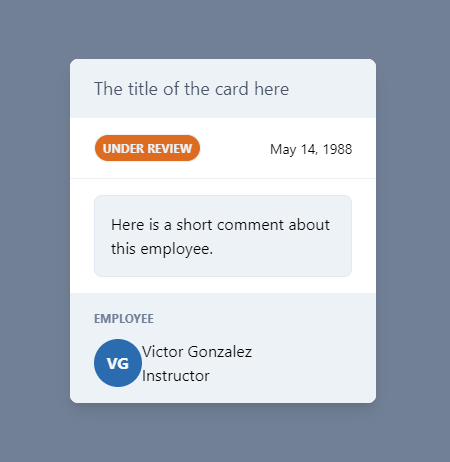 The title of the card here
UNDER REVIEW
May 14, 1988
Here is a short comment about
this employee.
EMPLOYEE
VG
Victor Gonzalez
Instructor